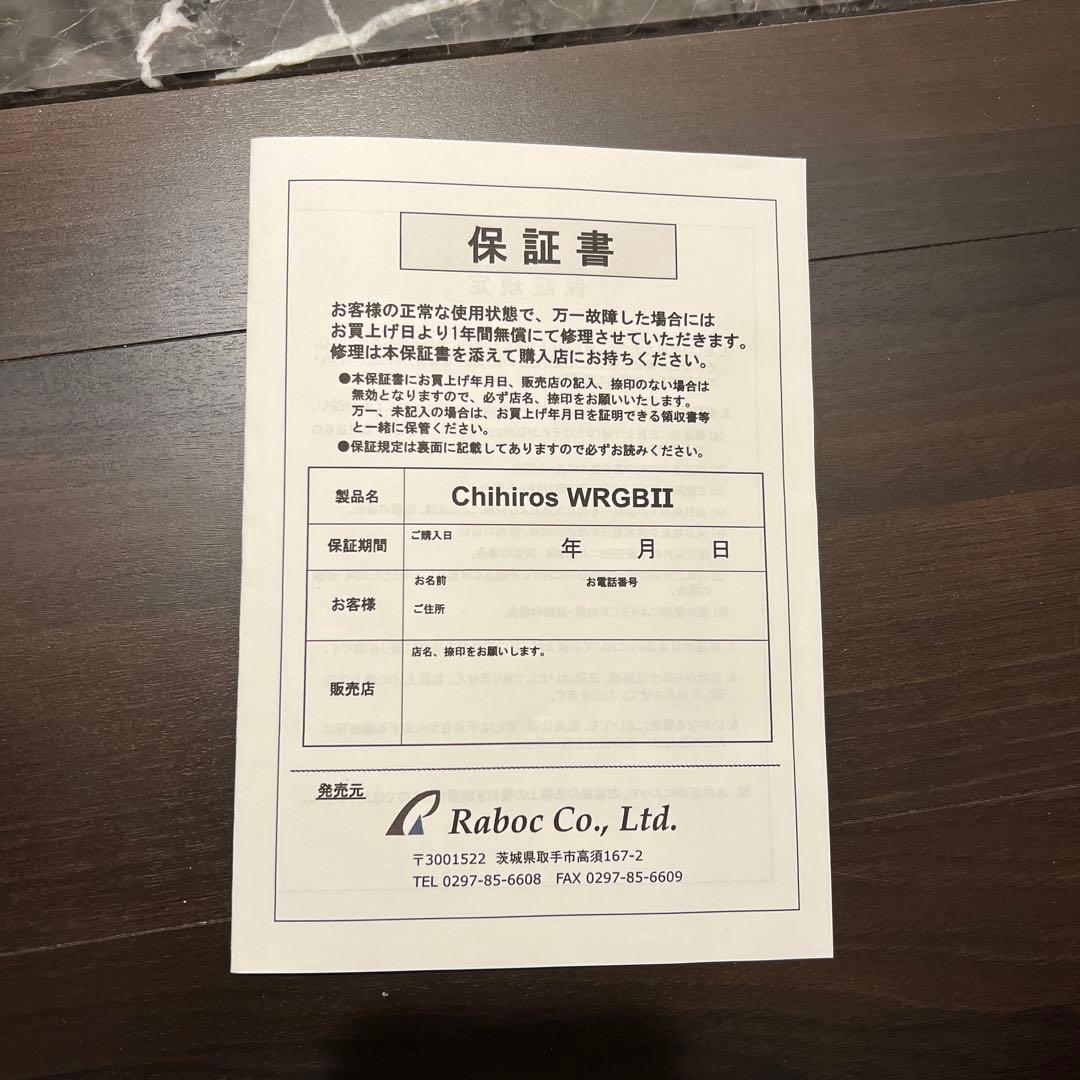 保証書
お客様の正常な使用状態で、万一故障した場合には
お買上げ日より1年間無償にて修理させていただきます。
修理は本保証書を添えて購入店にお持ちください。
●本保証書にお買上げ年月日、販売店の記入、捺印のない場合は
無効となりますので、必ず店名、捺印をお願いいたします。
万一、未記入の場合は、お買上げ年月日を証明できる領収書等
と一緒に保管ください。
●保証規定は裏面に記載してありますので必ずお読みください。
製品名 Chihiros WRGBII
保証期間 ご購入日 年 月 日
お客様 お名前 お電話番号
ご住所
販売店 店名、捺印をお願いします。
発売元
Raboc Co., Ltd.
〒3001522 茨城県取手市高須167-2
TEL 0297-85-6608 FAX 0297-85-6609